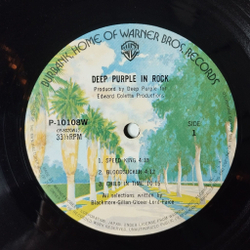 BURBANK, HOME OF WARNER BROS. RECORDS
DEEP PURPLE IN ROCK
Produced by Deep Purple for
Edward Coletta Productions
P-10108W
33⅓RPM
SIDE
1
1. SPEED KING
2. BLOODSUCKER
3. CHILD IN TIME
All selections written by
Blackmore-Gillan-Glover-Lord-Paice